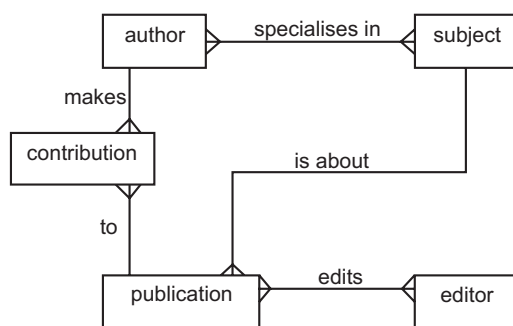 author
specialises in
subject
makes
contribution
is about
to
publication
edits
editor